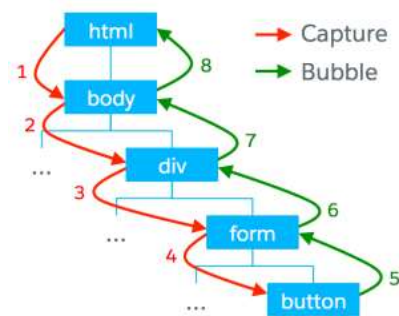 html
Capture
1
8
Bubble
body
2
7
...
div
3
6
...
form
4
5
...
button